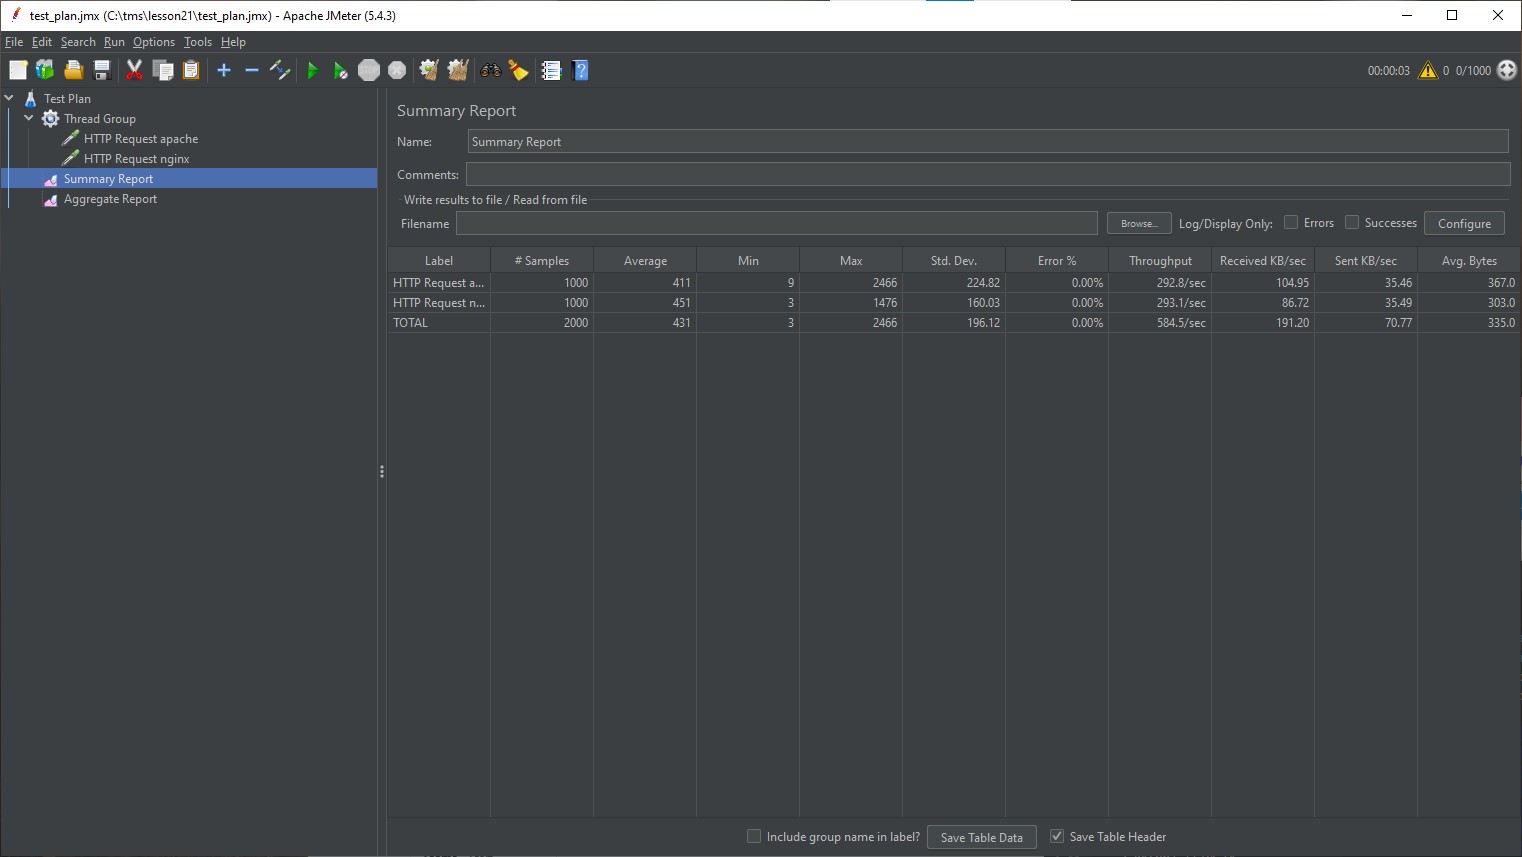 test_plan.jmx (C:\tms\lesson21\test_plan.jmx) - Apache JMeter (5.4.3)
File Edit Search Run Options Tools Help
00:00:03 0 0/1000
Test Plan
Thread Group
HTTP Request apache
HTTP Request nginx
Summary Report
Aggregate Report
Summary Report
Name: Summary Report
Comments:
Write results to file / Read from file
Filename Browse... Log/Display Only: Errors Successes Configure
Label # Samples Average Min Max Std. Dev. Error % Throughput Received KB/sec Sent KB/sec Avg. Bytes
HTTP Request a... 1000 411 9 2466 224.82 0.00% 292.8/sec 104.95 35.46 367.0
HTTP Request n... 1000 451 3 1476 160.03 0.00% 293.1/sec 86.72 35.49 303.0
TOTAL 2000 431 3 2466 196.12 0.00% 584.5/sec 191.20 70.77 335.0
Include group name in label? Save Table Data Save Table Header